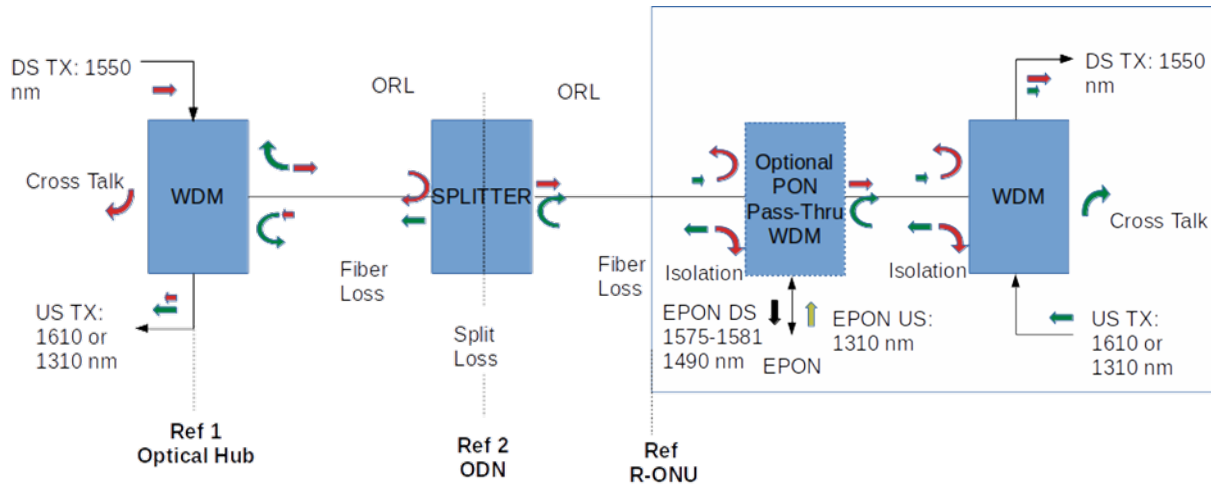 DS TX: 1550
nm
ORL
ORL
DS TX: 1550
nm
Cross Talk
WDM
SPLITTER
Optional
PON
Pass-Thru
WDM
WDM
Cross Talk
Fiber
Loss
Fiber
Loss
Isolation
Isolation
US TX:
1610 or
1310 nm
Split
Loss
EPON DS
1575-1581
1490 nm
EPON
EPON US:
1310 nm
US TX:
1610 or
1310 nm
Ref 1
Optical Hub
Ref 2
ODN
Ref
R-ONU